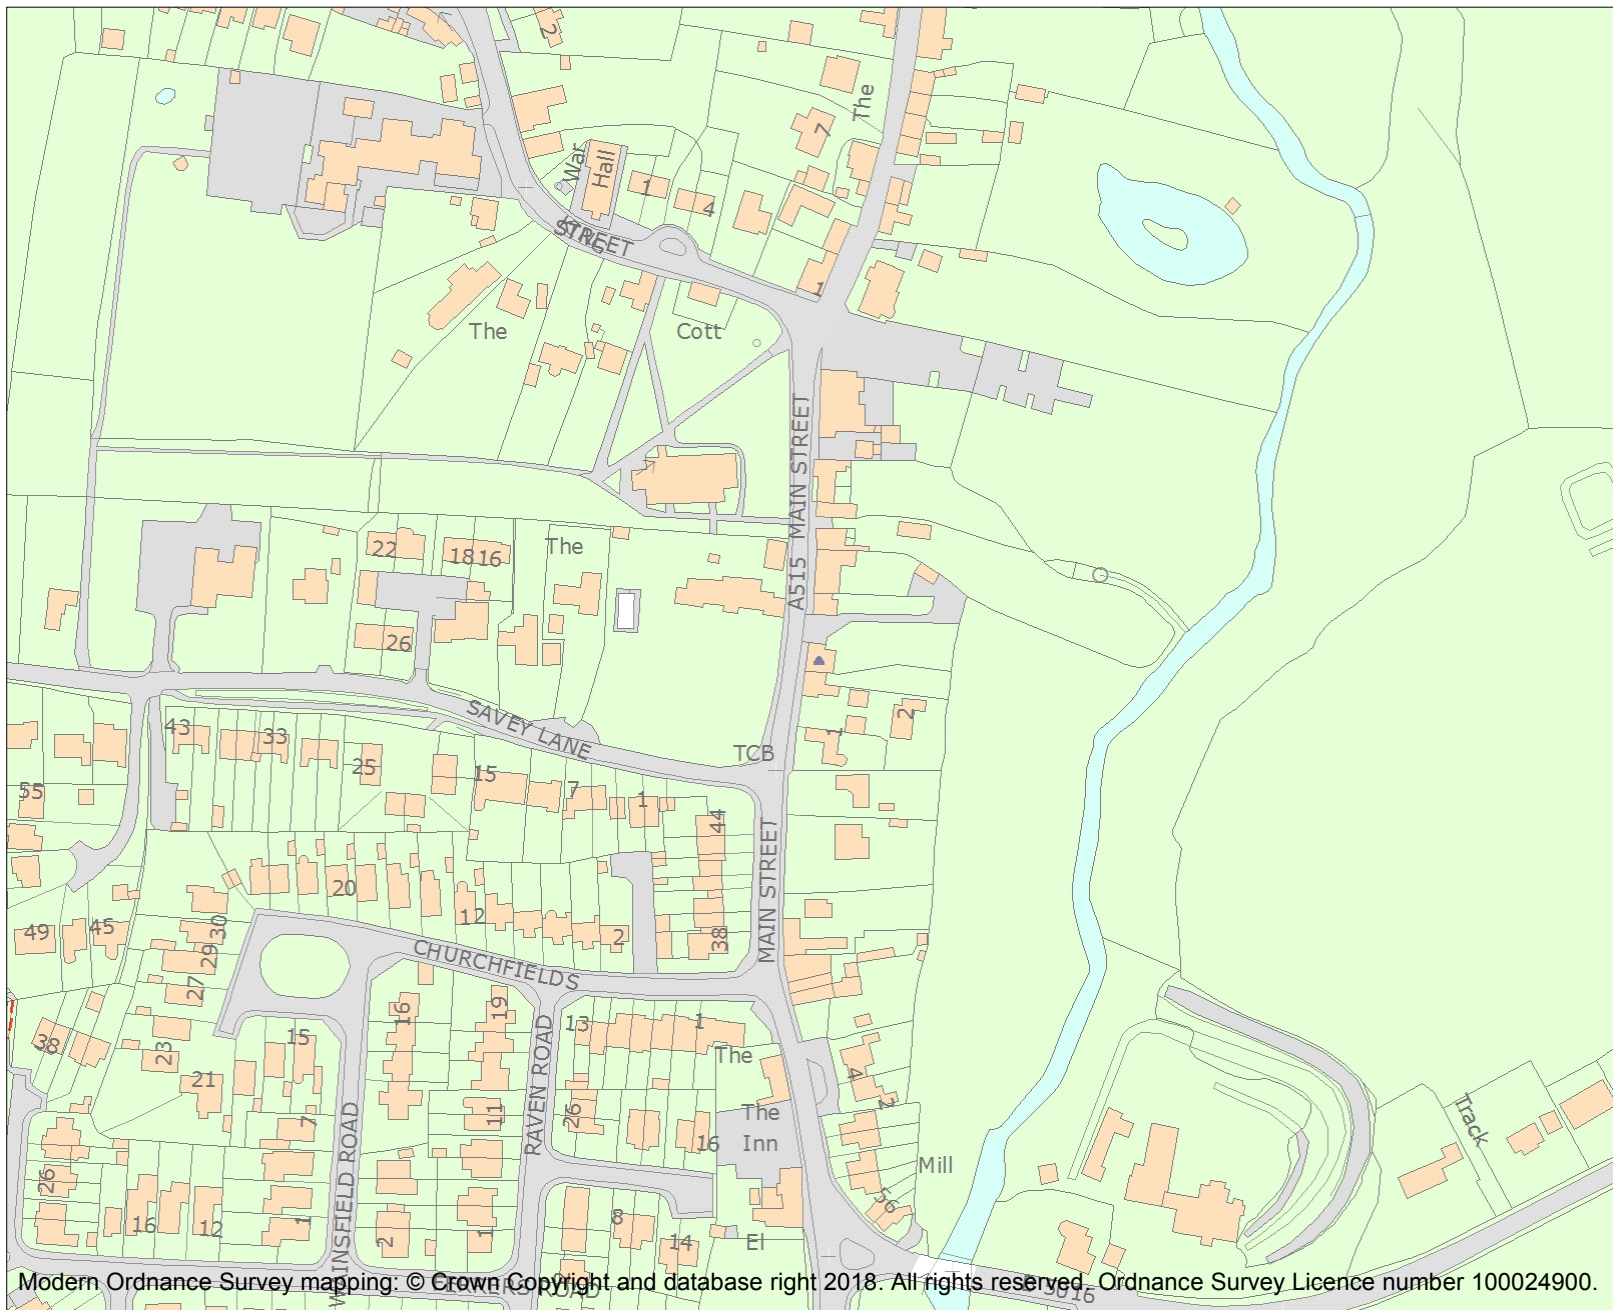 2
The
7
War
Hall
1
4
KING
STREET
1
The
Cott
A515 MAIN STREET
22
18 16
The
26
SAVEY LANE
2
1
43
33
25
TCB
15
7
1
55
44
MAIN STREET
20
12
2
38
49
45
30
29
27
CHURCHFIELDS
16
19
13
1
The
38
23
15
21
RAVEN ROAD
4
2
7
11
26
The
Inn
16
Track
WAINSFIELD ROAD
Mill
26
56
16
12
1
2
1
8
14
El
Modern Ordnance Survey mapping: © Crown Copyright and database right 2018. All rights reserved. Ordnance Survey Licence number 100024900.